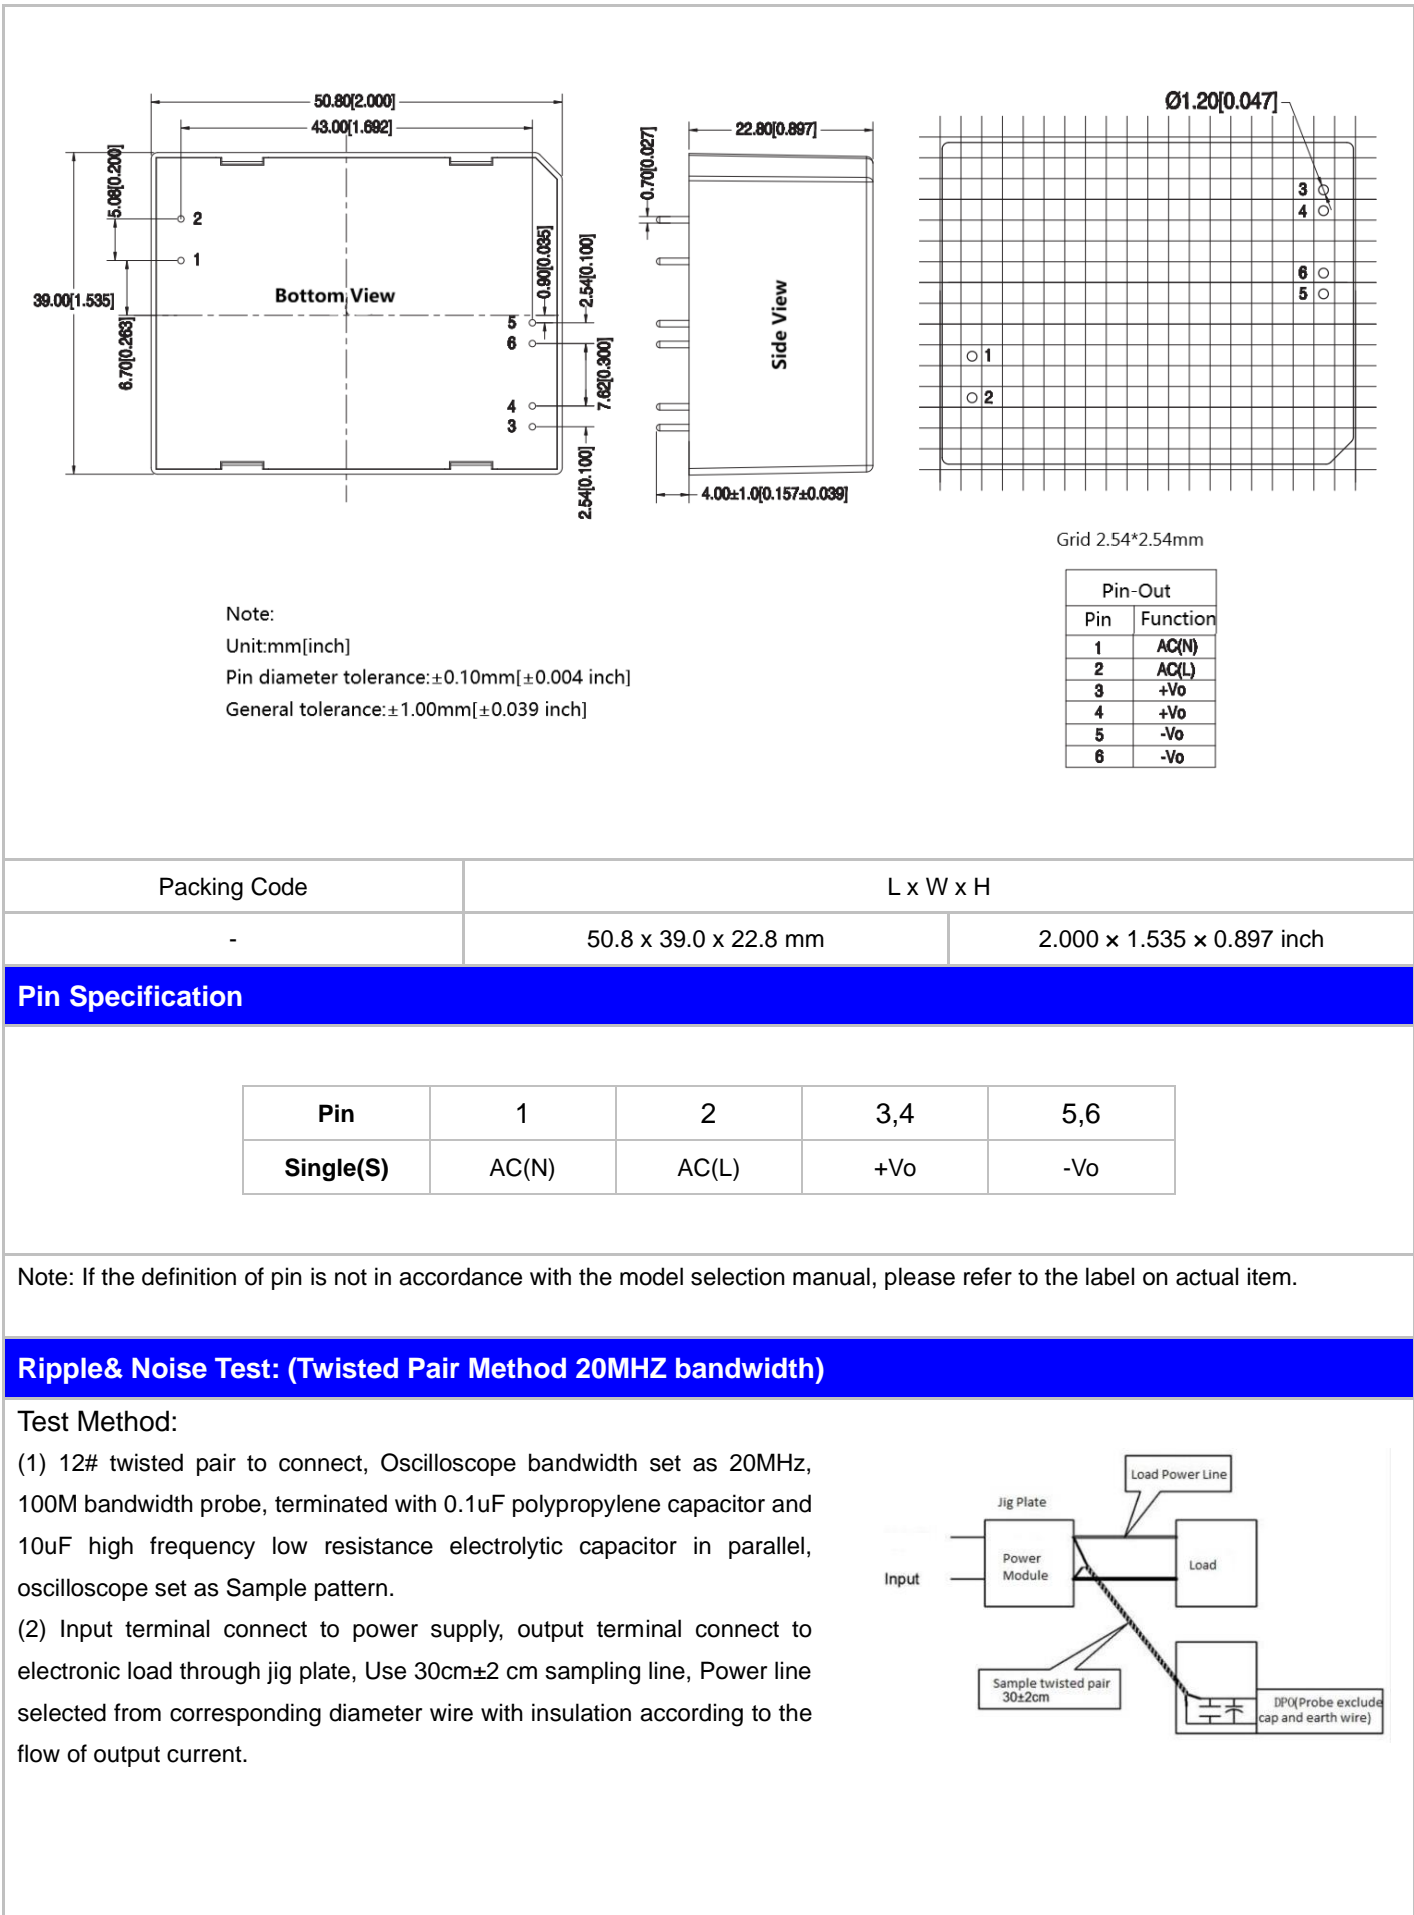 50.80[2.000]
43.00[1.692]
5.08[0.200]
2
1
39.00[1.535]
6.70[0.263]
Bottom View
0.90[0.035]
2.54[0.100]
5
6
7.62[0.300]
4
3
2.54[0.100]
0.70[0.027]
22.80[0.897]
Side View
4.00±1.0[0.157±0.039]
Ø1.20[0.047]
3
4
6
5
1
2
Grid 2.54*2.54mm
Note:
Unit:mm[inch]
Pin diameter tolerance:±0.10mm[±0.004 inch]
General tolerance:±1.00mm[±0.039 inch]
Pin-Out
Pin Function
1 AC(N)
2 AC(L)
3 +Vo
4 +Vo
5 -Vo
6 -Vo
Packing Code L x W x H
- 50.8 x 39.0 x 22.8 mm 2.000 × 1.535 × 0.897 inch
Pin Specification
Pin 1 2 3,4 5,6
Single(S) AC(N) AC(L) +Vo -Vo
Note: If the definition of pin is not in accordance with the model selection manual, please refer to the label on actual item.
Ripple& Noise Test: (Twisted Pair Method 20MHZ bandwidth)
Test Method:
(1) 12# twisted pair to connect, Oscilloscope bandwidth set as 20MHz,
100M bandwidth probe, terminated with 0.1uF polypropylene capacitor and
10uF high frequency low resistance electrolytic capacitor in parallel,
oscilloscope set as Sample pattern.
(2) Input terminal connect to power supply, output terminal connect to
electronic load through jig plate, Use 30cm±2 cm sampling line, Power line
selected from corresponding diameter wire with insulation according to the
flow of output current.
Load Power Line
Jig Plate
Power
Module
Load
Input
Sample twisted pair
30±2cm
DPO(Probe exclude
cap and earth wire)